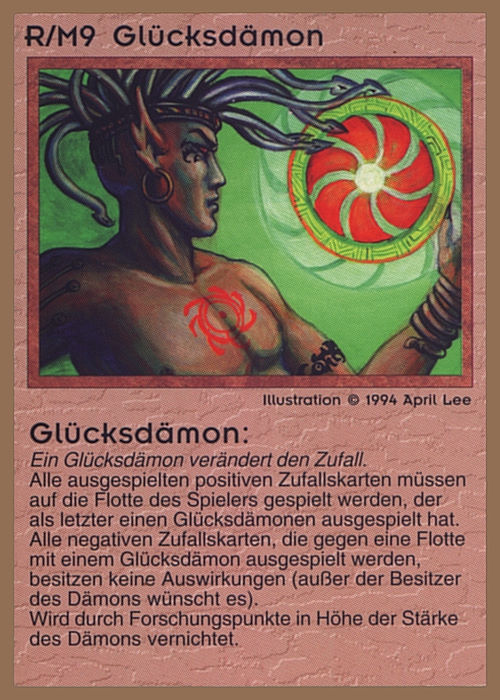 R/M9 Glücksdämon
Illustration © 1994 April Lee
Glücksdämon:
Ein Glücksdämon verändert den Zufall.
Alle ausgespielten positiven Zufallskarten müssen
auf die Flotte des Spielers gespielt werden, der
als letzter einen Glücksdämonen ausgespielt hat.
Alle negativen Zufallskarten, die gegen eine Flotte
mit einem Glücksdämon ausgespielt werden,
besitzen keine Auswirkungen (außer der Besitzer
des Dämons wünscht es).
Wird durch Forschungspunkte in Höhe der Stärke
des Dämons vernichtet.